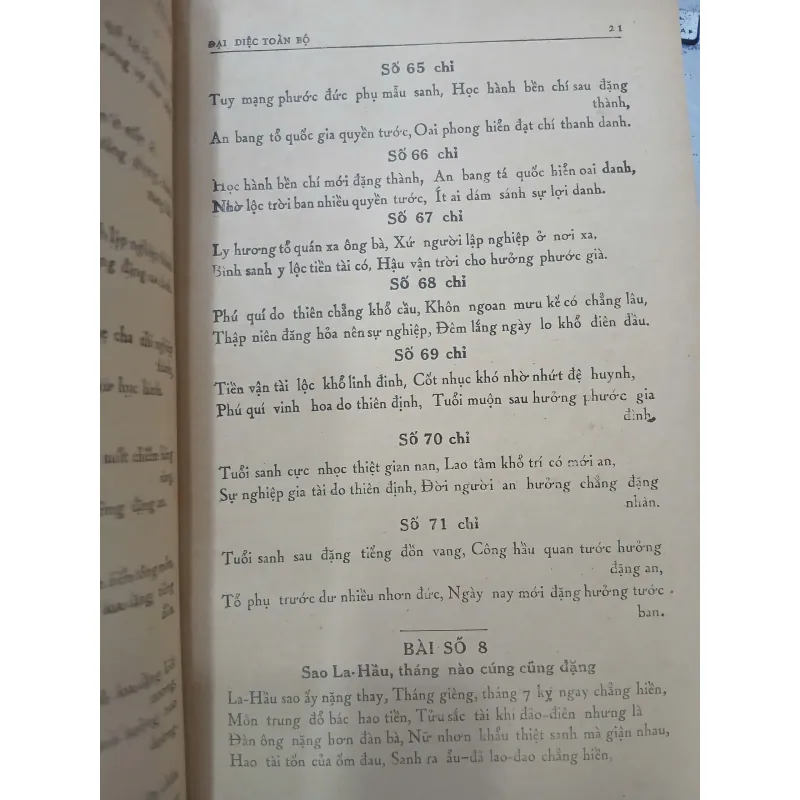 ĐẠI DIỆC TOÀN BỘ 21
Số 65 chỉ
Tuy mạng phước đức phụ mẫu sanh, Học hành bền chí sau đặng
thành,
An bang tổ quốc gia quyền tước, Oai phong hiển đạt chí thanh danh.
Số 66 chỉ
Học hành bền chí mới đặng thành, An bang tá quốc hiển oai danh,
Nhờ lộc trời ban nhiều quyền tước, Ít ai dám sánh sự lợi danh.
Số 67 chỉ
Ly hương tổ quán xa ông bà, Xứ người lập nghiệp ở nơi xa,
Bình sanh y lộc tiền tài có, Hậu vận trời cho hưởng phước già.
Số 68 chỉ
Phú quí do thiên chẳng khổ cầu, Khôn ngoan mưu kế có chẳng lâu,
Thập niên đăng hỏa nên sự nghiệp, Đêm lắng ngày lo khổ điên đầu.
Số 69 chỉ
Tiền vận tài lộc khổ linh đinh, Cốt nhục khó nhờ nhứt đệ huynh,
Phú quí vinh hoa do thiên định, Tuổi muộn sau hưởng phước gia
đình.
Số 70 chỉ
Tuổi sanh cực nhọc thiệt gian nan, Lao tâm khổ trí có mới an,
Sự nghiệp gia tài do thiên định, Đời người an hưởng chẳng đặng
nhàn.
Số 71 chỉ
Tuổi sanh sau đặng tiếng đồn vang, Công hầu quan tước hưởng
đặng an,
Tổ phụ trước dư nhiều nhơn đức, Ngày nay mới đặng hưởng tước
ban.
BÀI SỐ 8
Sao La-Hầu, tháng nào cúng cũng đặng
La-Hầu sao ấy nặng thay, Tháng giêng, tháng 7 kỵ ngay chẳng hiền,
Môn trung đổ bác hao tiền, Tửu sắc tài khí đảo-điên nhưng là
Đàn ông nặng hơn đàn bà, Nữ nhơn khẩu thiệt sanh mà giận nhau,
Hao tài tốn của ốm đau, Sanh ra ẩu-đả lao-dao chẳng hiền,